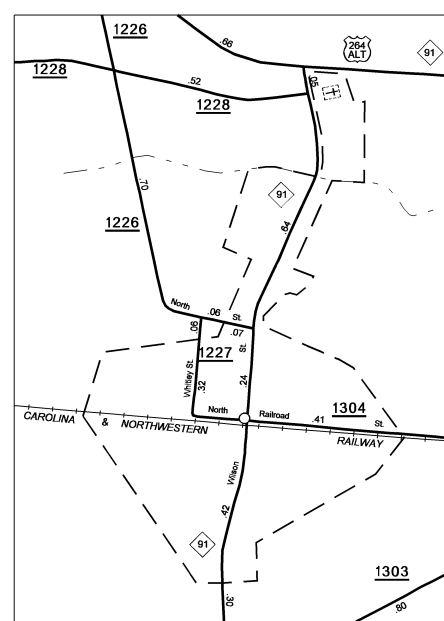 1226
.66
264
ALT
91
1228
.52
.05
1228
.70
91
1226
.64
North
.06
St.
.06
.07
St.
1227
Whitley St.
.32
.24
North
Railroad
.41
1304
St.
CAROLINA
&
NORTHWESTERN
RAILWAY
Wilson
.42
91
1303
.30
.80